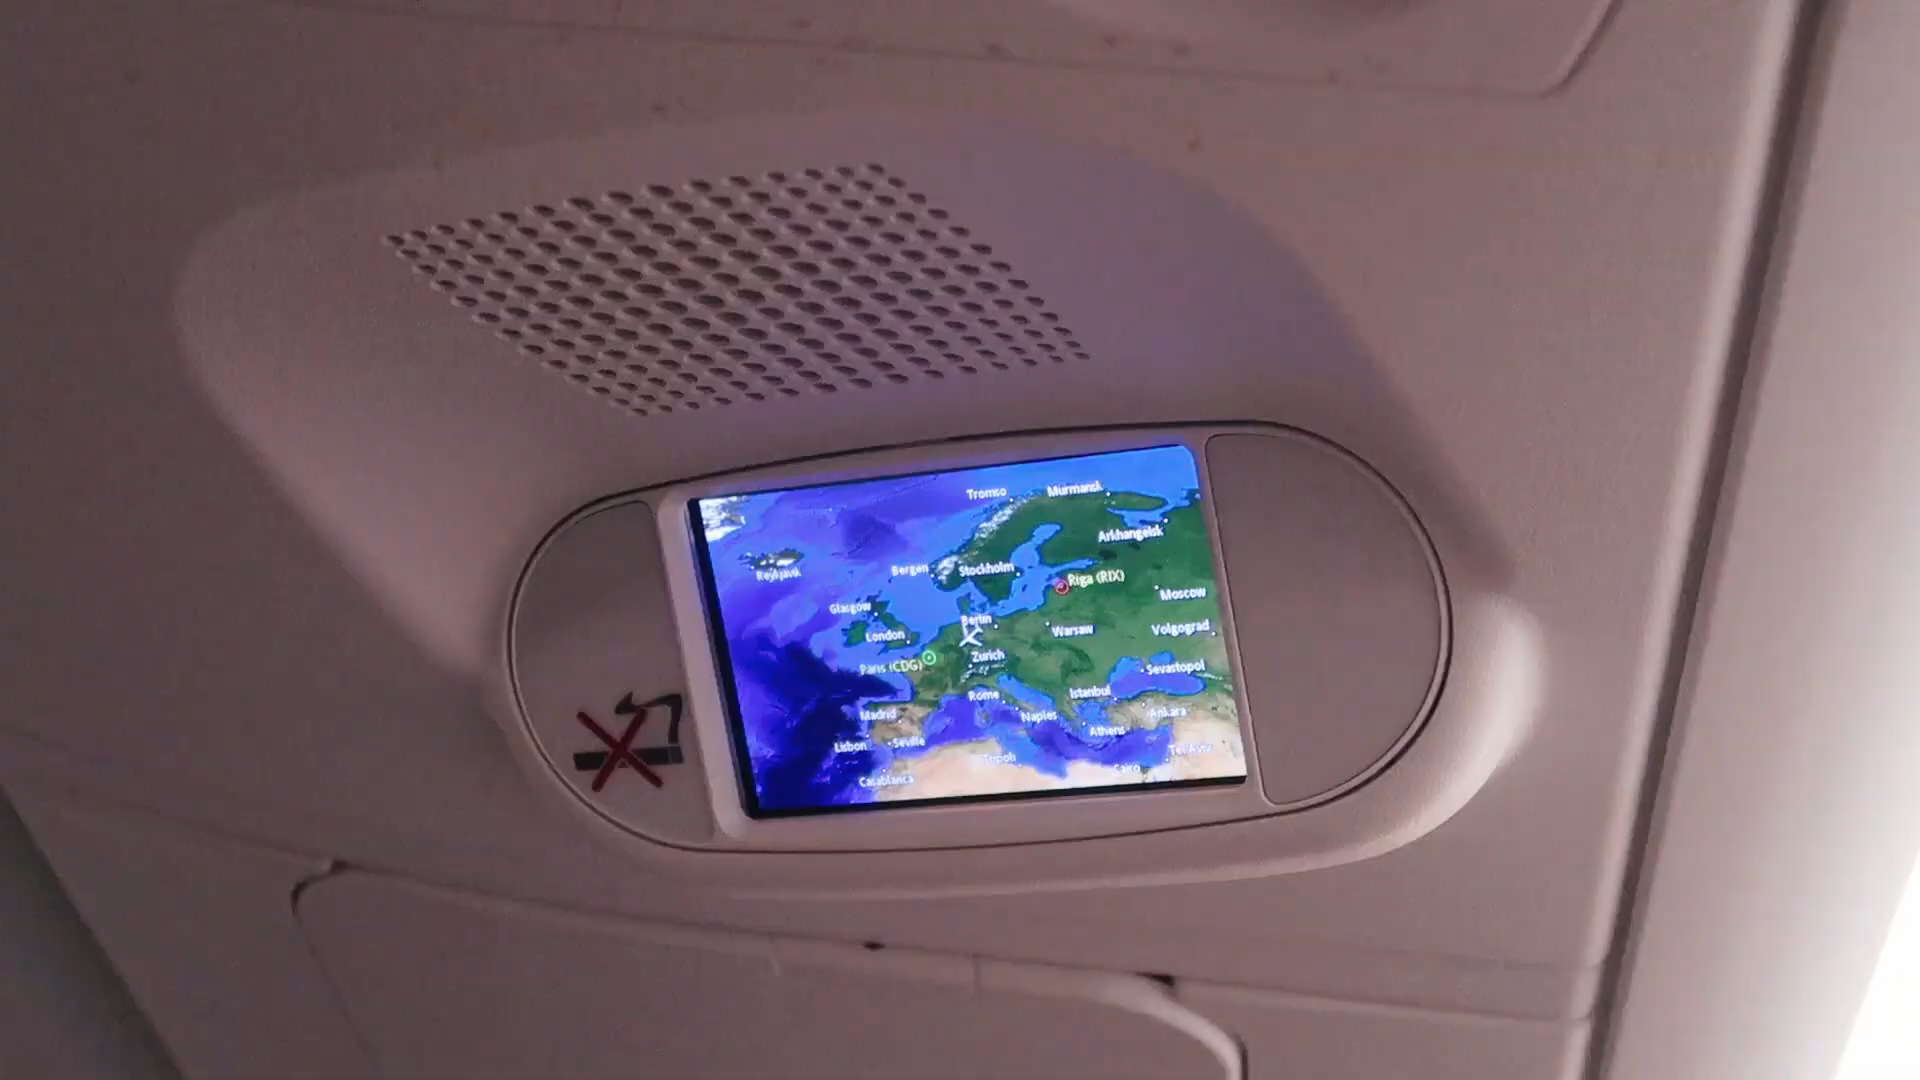 Tromso
Murmansk
Arkhangelsk
Reykjavik
Bergen
Stockholm
Riga (RIX)
Moscow
Glasgow
Berlin
London
Warsaw
Volgograd
Paris (CDG)
Zurich
Sevastopol
Rome
Istanbul
Madrid
Naples
Ankara
Lisbon
Seville
Athens
Tel Aviv
Tripoli
Cairo
Casablanca